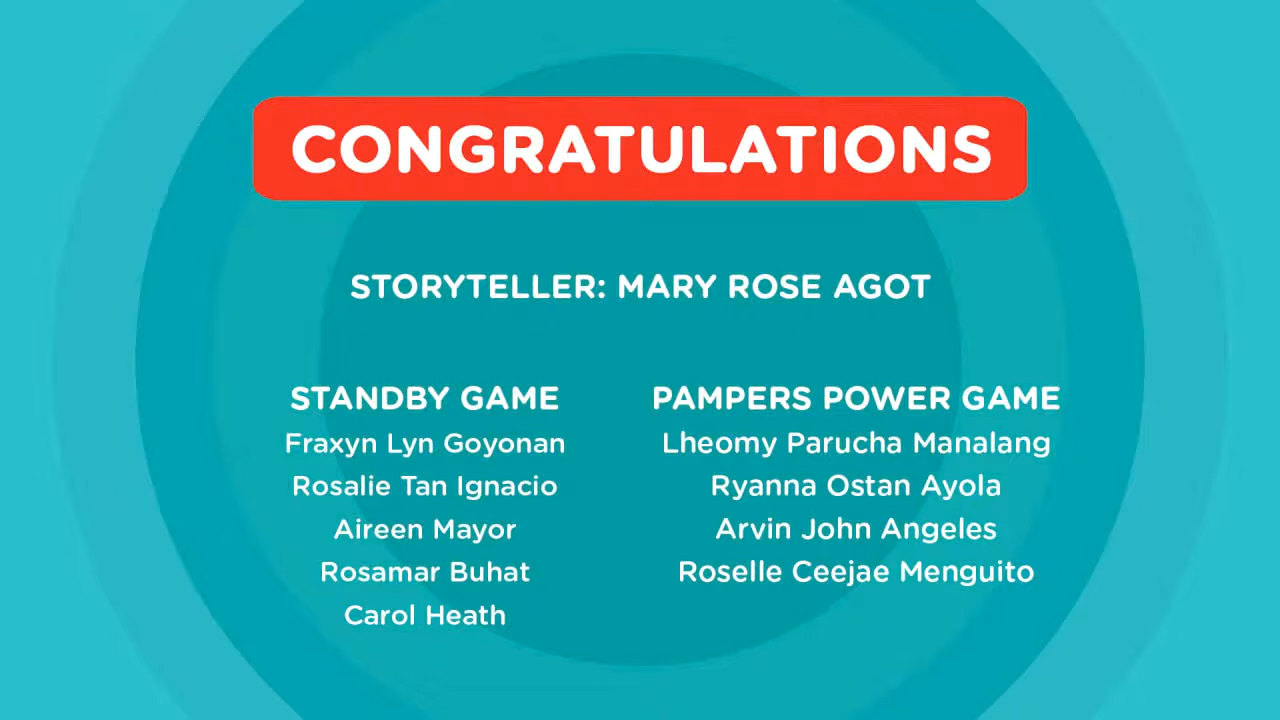 CONGRATULATIONS
STORYTELLER: MARY ROSE AGOT
STANDBY GAME
Fraxyn Lyn Goyonan
Rosalie Tan Ignacio
Aireen Mayor
Rosamar Buhat
Carol Heath
PAMPERS POWER GAME
Lheomy Parucha Manalang
Ryanna Ostan Ayola
Arvin John Angeles
Roselle Ceejae Menguito